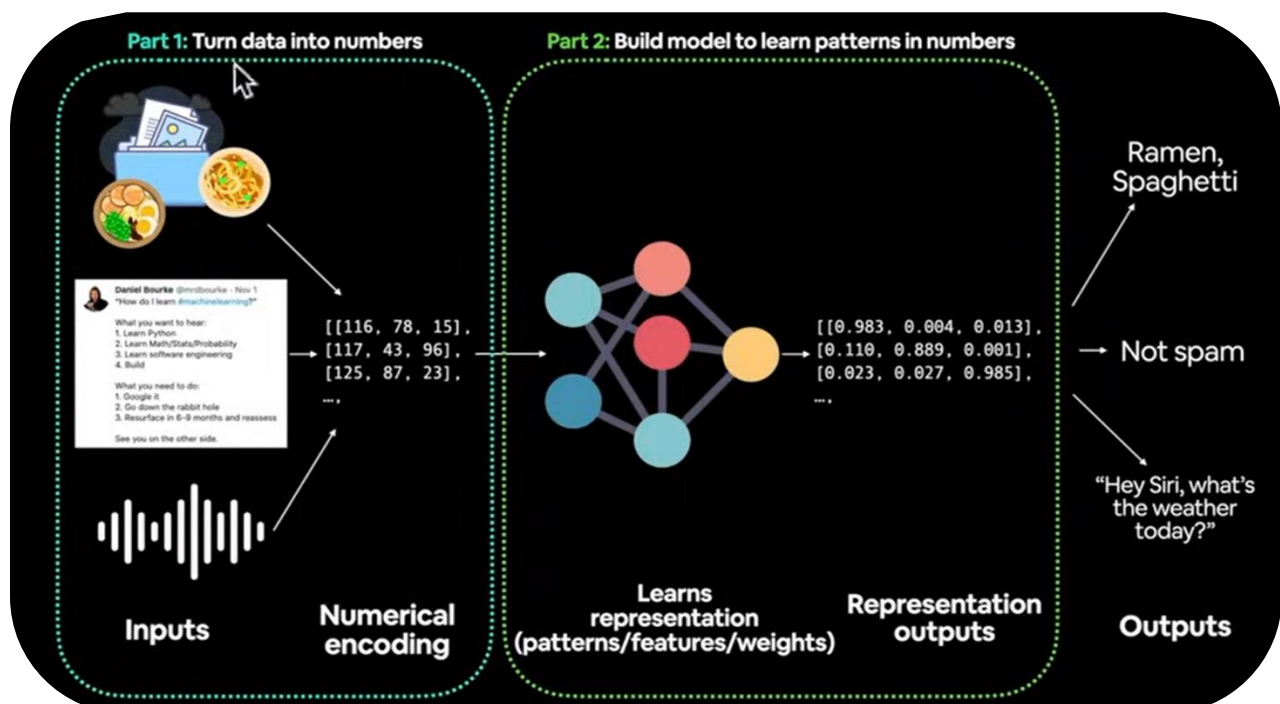 Part 1: Turn data into numbers
Part 2: Build model to learn patterns in numbers
Daniel Bourke @mrdbourke · Nov 1
"How do I learn #machinelearning?"
What you want to hear:
1. Learn Python
2. Learn Math/Stats/Probability
3. Learn software engineering
4. Build
What you need to do:
1. Google it
2. Go down the rabbit hole
3. Resurface in 6-9 months and reassess
See you on the other side.
[[116, 78, 15],
[117, 43, 96],
[125, 87, 23],
…,
[[0.983, 0.004, 0.013],
[0.110, 0.889, 0.001],
[0.023, 0.027, 0.985],
…,
Ramen,
Spaghetti
Not spam
“Hey Siri, what’s
the weather
today?”
Inputs
Numerical
encoding
Learns
representation
(patterns/features/weights)
Representation
outputs
Outputs